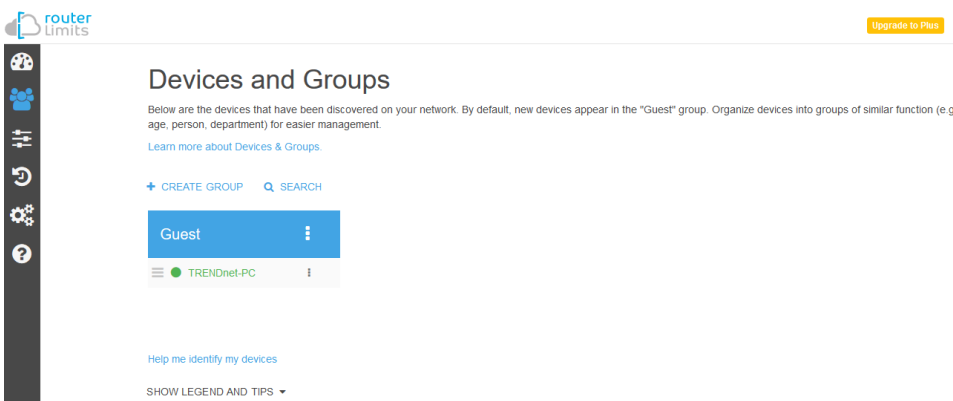 router
limits
Upgrade to Plus
Devices and Groups
Below are the devices that have been discovered on your network. By default, new devices appear in the "Guest" group. Organize devices into groups of similar function (e.g
age, person, department) for easier management.
Learn more about Devices & Groups.
+ CREATE GROUP SEARCH
Guest
TRENDnet-PC
Help me identify my devices
SHOW LEGEND AND TIPS